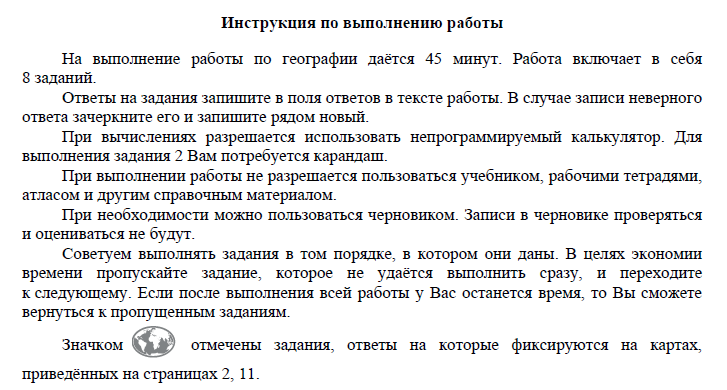 Инструкция по выполнению работы
На выполнение работы по географии даётся 45 минут. Работа включает в себя
8 заданий.
Ответы на задания запишите в поля ответов в тексте работы. В случае записи неверного
ответа зачеркните его и запишите рядом новый.
При вычислениях разрешается использовать непрограммируемый калькулятор. Для
выполнения задания 2 Вам потребуется карандаш.
При выполнении работы не разрешается пользоваться учебником, рабочими тетрадями,
атласом и другим справочным материалом.
При необходимости можно пользоваться черновиком. Записи в черновике проверяться
и оцениваться не будут.
Советуем выполнять задания в том порядке, в котором они даны. В целях экономии
времени пропускайте задание, которое не удаётся выполнить сразу, и переходите
к следующему. Если после выполнения всей работы у Вас останется время, то Вы сможете
вернуться к пропущенным заданиям.
Значком отмечены задания, ответы на которые фиксируются на картах,
приведённых на страницах 2, 11.